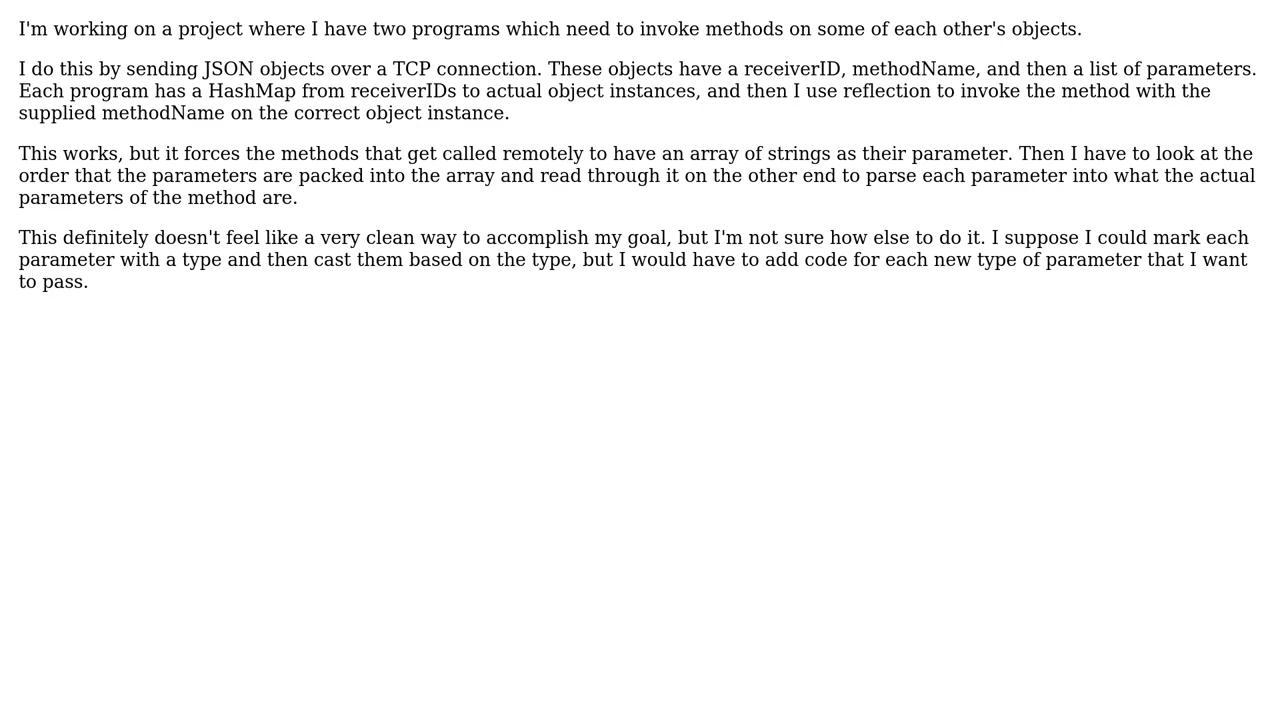 I'm working on a project where I have two programs which need to invoke methods on some of each other's objects.
I do this by sending JSON objects over a TCP connection. These objects have a receiverID, methodName, and then a list of parameters.
Each program has a HashMap from receiverIDs to actual object instances, and then I use reflection to invoke the method with the
supplied methodName on the correct object instance.
This works, but it forces the methods that get called remotely to have an array of strings as their parameter. Then I have to look at the
order that the parameters are packed into the array and read through it on the other end to parse each parameter into what the actual
parameters of the method are.
This definitely doesn't feel like a very clean way to accomplish my goal, but I'm not sure how else to do it. I suppose I could mark each
parameter with a type and then cast them based on the type, but I would have to add code for each new type of parameter that I want
to pass.